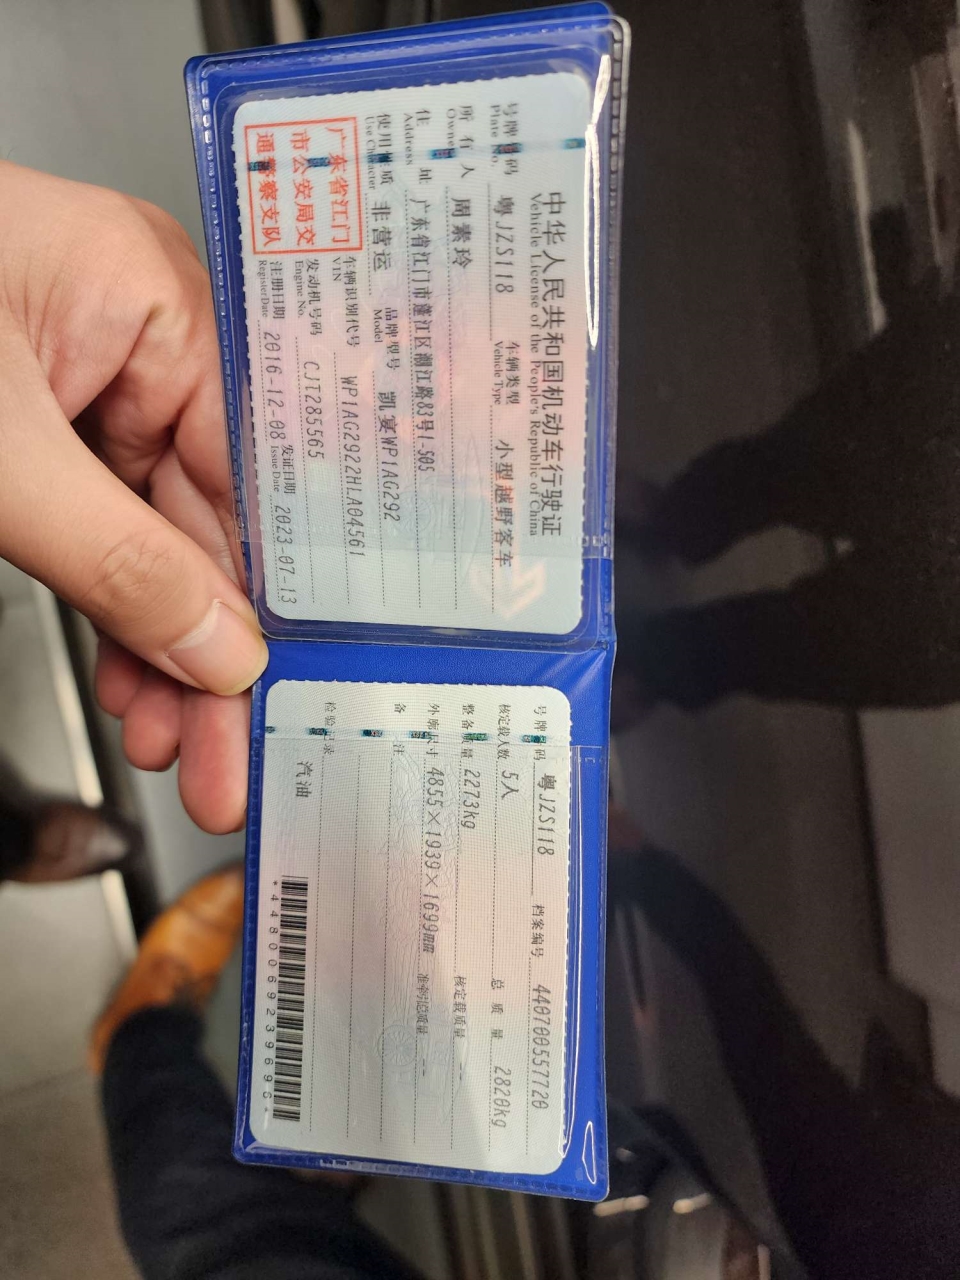 中华人民共和国机动车行驶证
Vehicle License of the People's Republic of China
号牌号码 粤JZS118 车辆类型 小型越野客车
Plate No. Vehicle Type
所有人 周素玲
Owner
住址 广东省江门市蓬江区潮江路83号1-505
Address
使用性质 非营运 品牌型号 凯宴WP1AG292
Use Character Model
广东省江门
市公安局交
通警察支队
车辆识别代号 WP1AG2922HLA04561
VIN
发动机号码 CJT285565
Engine No.
注册日期 2016-12-08 发证日期 2023-07-13
Register Date Issue Date
号牌号码 粤JZS118 档案编号 440700557720
核定载人数 5人 总质量 2820kg
整备质量 2273kg 核定载质量 --
外廓尺寸 4855×1939×1699mm 准牵引总质量 --
备注
检验记录
汽油
*4480069239696*